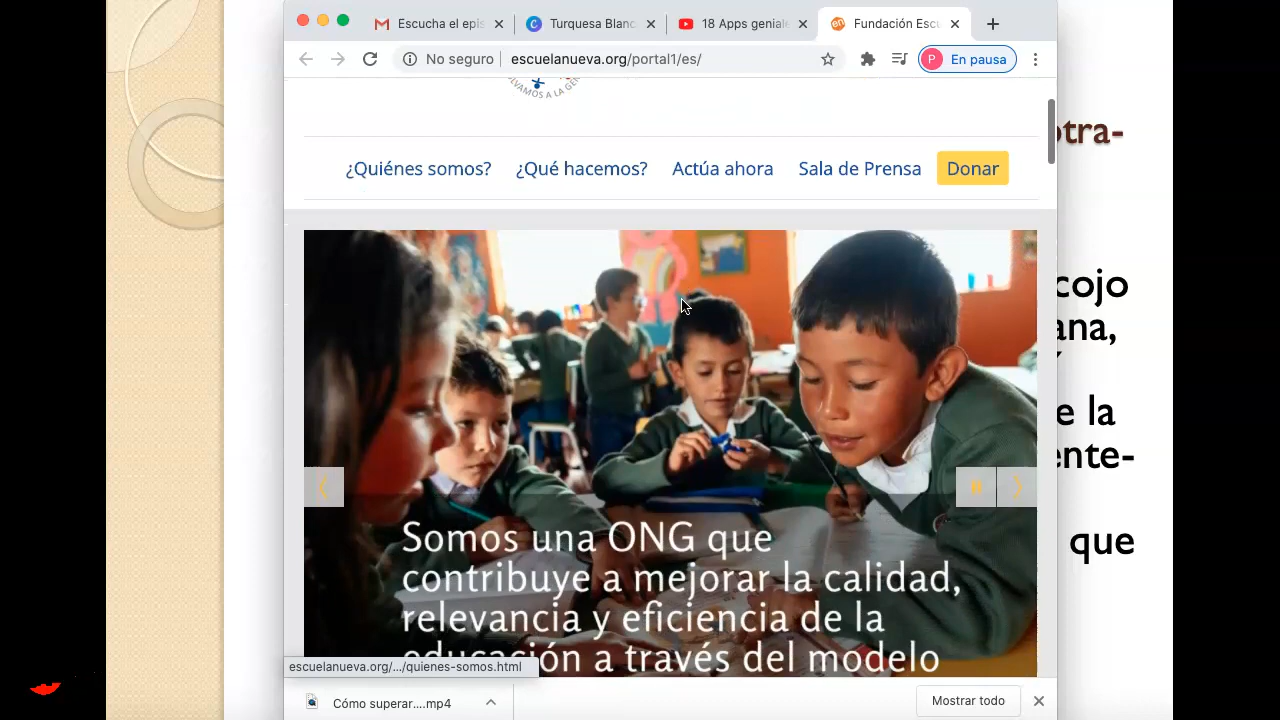 Escucha el epis
Turquesa Blanc
18 Apps geniale
Fundación Escu
No seguro
escuelanueva.org/portal1/es/
P
En pausa
LVAMOS A LA GE
¿Quiénes somos?
¿Qué hacemos?
Actúa ahora
Sala de Prensa
Donar
otra-
cojo
ana,
e la
ente-
que
Somos una ONG que
contribuye a mejorar la calidad,
relevancia y eficiencia de la
educación a través del modelo
escuelanueva.org/.../quienes-somos.html
Cómo superar....mp4
Mostrar todo